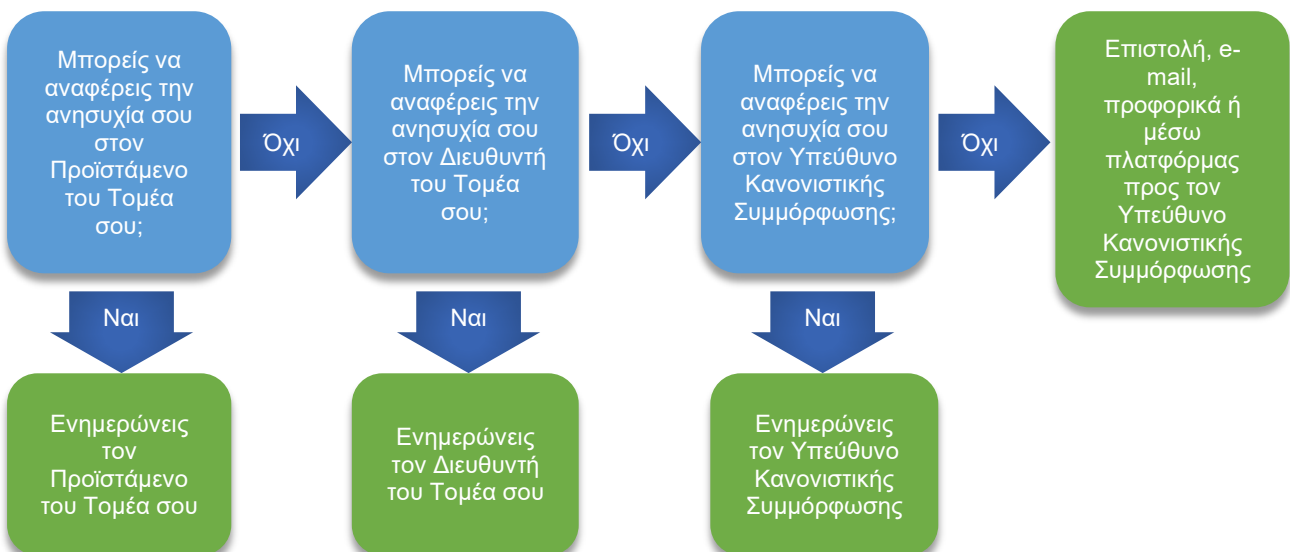 Μπορείς να
αναφέρεις την
ανησυχία σου
στον
Προϊστάμενο
του Τομέα
σου;
Όχι
Μπορείς να
αναφέρεις την
ανησυχία σου
στον Διευθυντή
του Τομέα
σου;
Όχι
Μπορείς να
αναφέρεις την
ανησυχία σου
στον Υπεύθυνο
Κανονιστικής
Συμμόρφωσης;
Όχι
Επιστολή, e-
mail,
προφορικά ή
μέσω
πλατφόρμας
προς τον
Υπεύθυνο
Κανονιστικής
Συμμόρφωσης
Ναι
Ναι
Ναι
Ενημερώνεις
τον
Προϊστάμενο
του Τομέα σου
Ενημερώνεις
τον Διευθυντή
του Τομέα σου
Ενημερώνεις
τον Υπεύθυνο
Κανονιστικής
Συμμόρφωσης